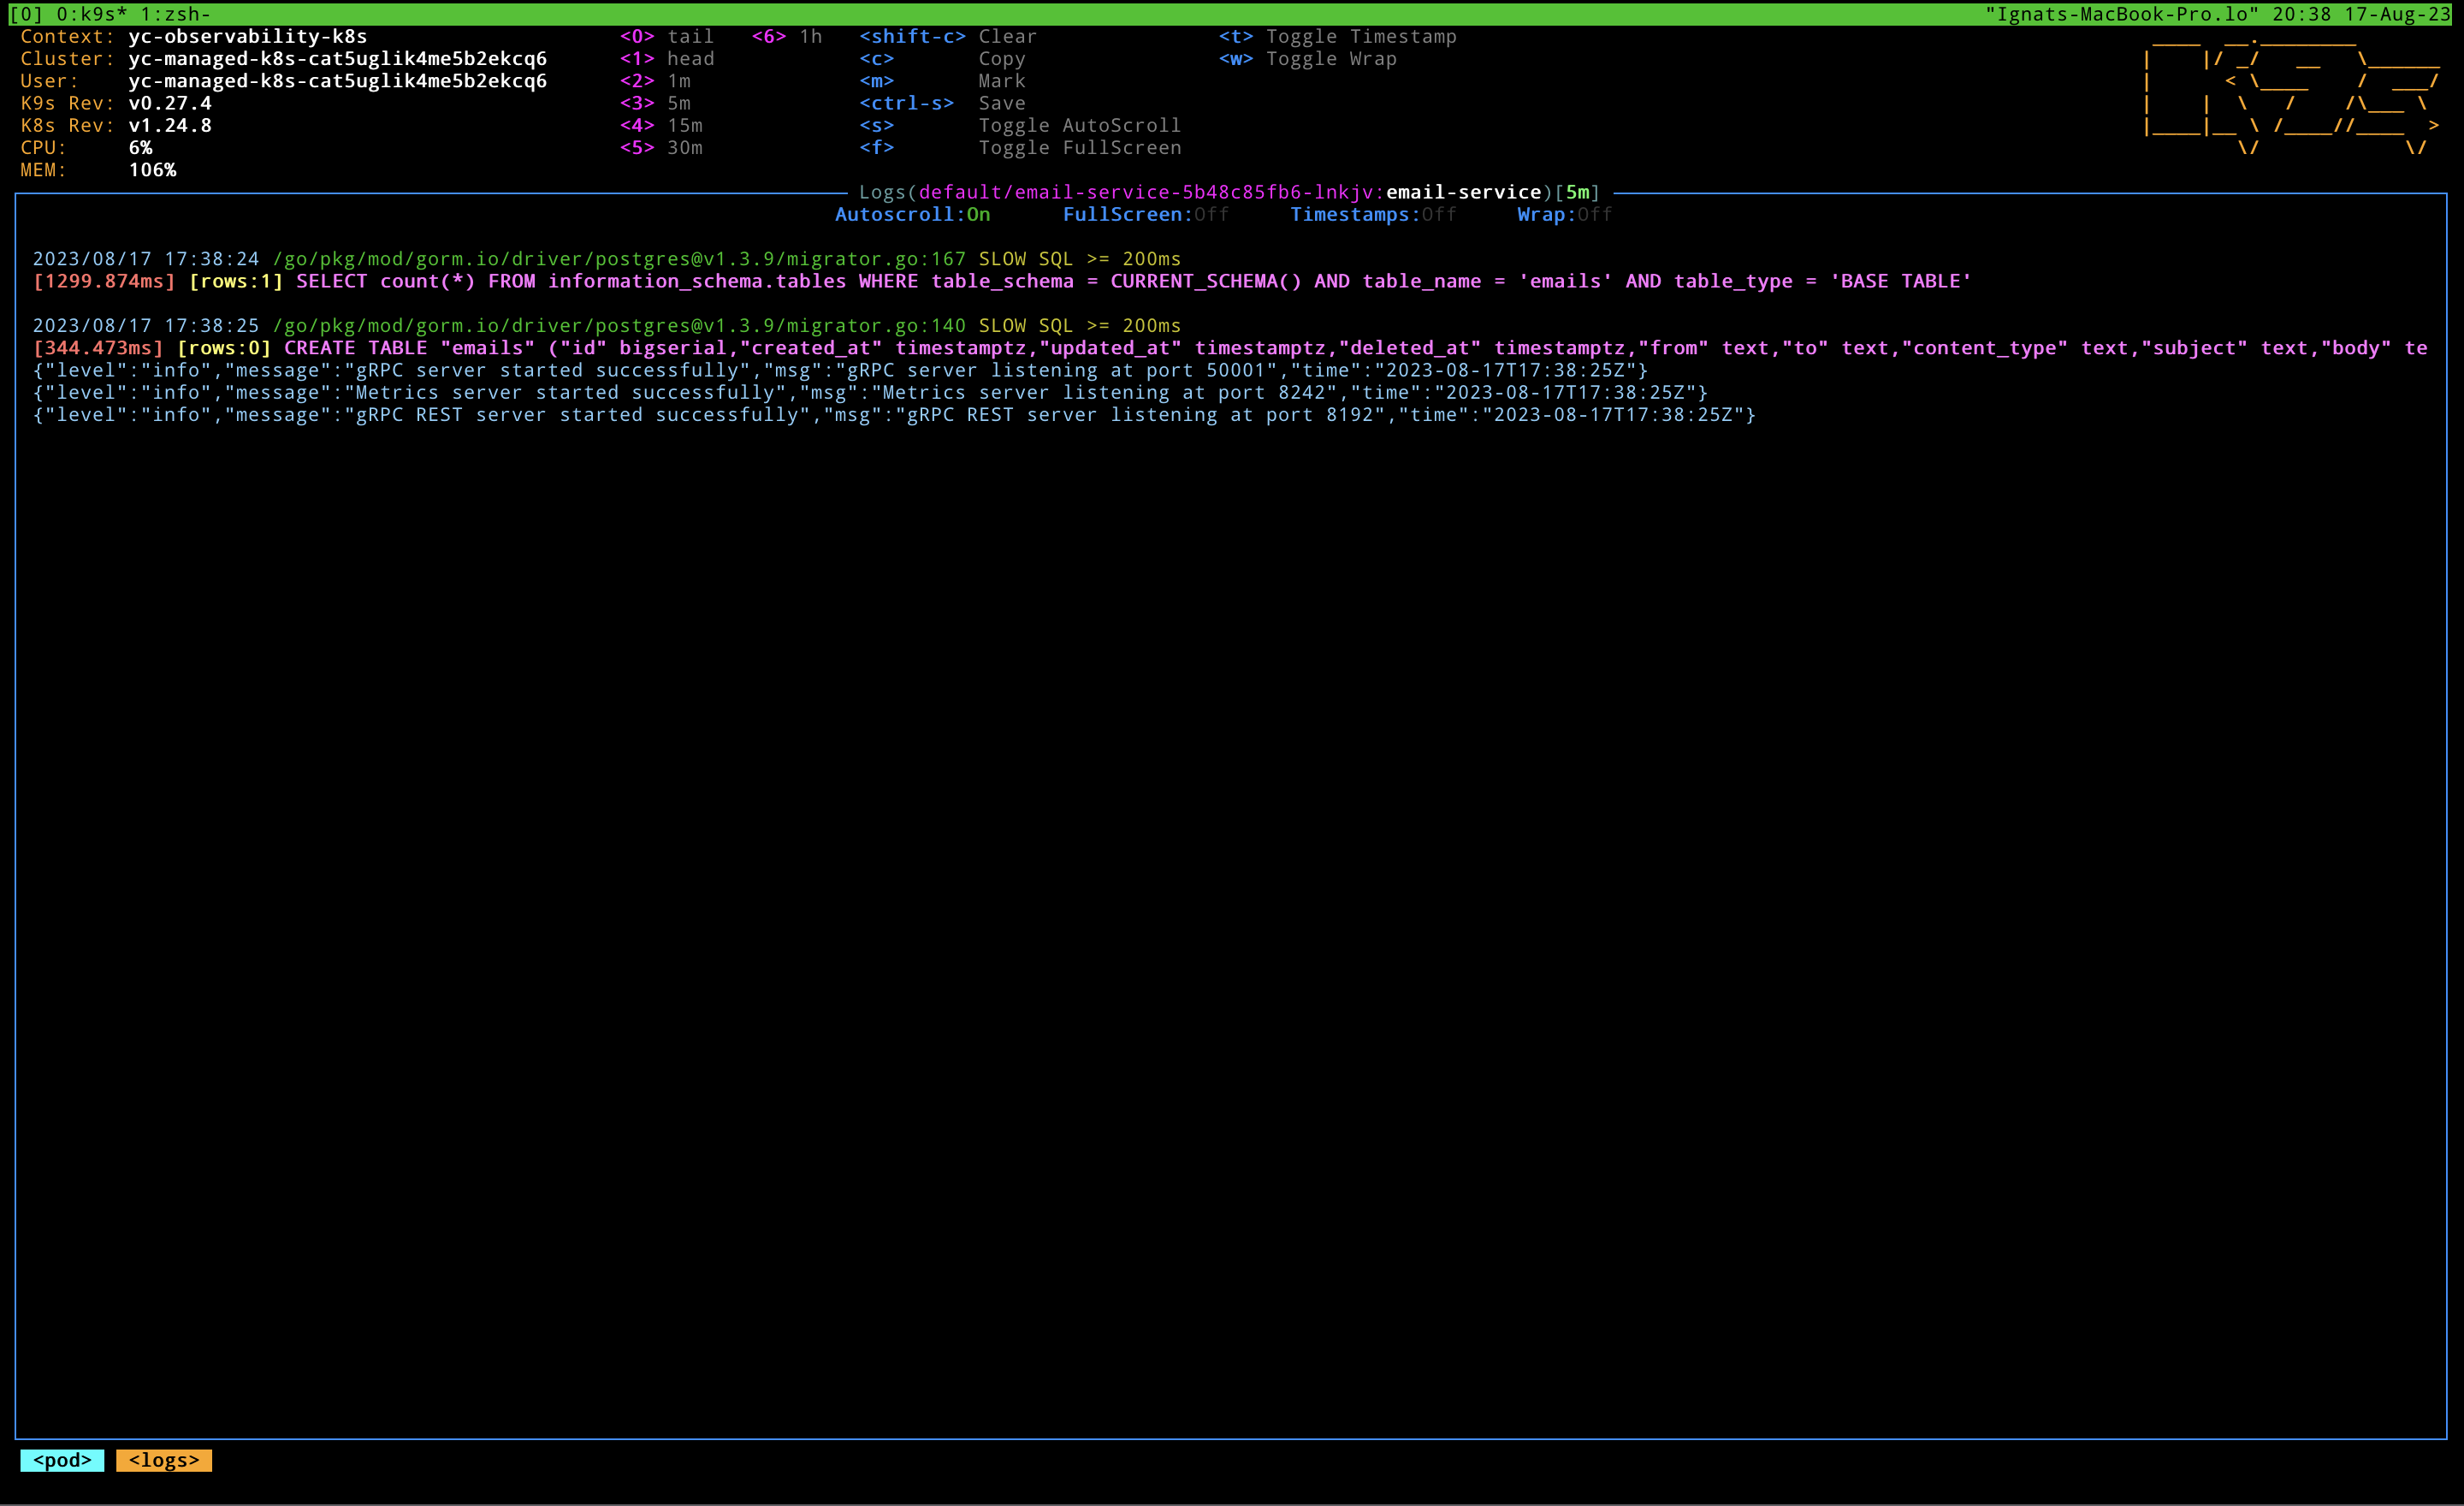 [0] 0:k9s* 1:zsh- "Ignats-MacBook-Pro.lo" 20:38 17-Aug-23
Context: yc-observability-k8s <0> tail <6> 1h <shift-c> Clear <t> Toggle Timestamp
Cluster: yc-managed-k8s-cat5uglik4me5b2ekcq6 <1> head <c> Copy <w> Toggle Wrap
User: yc-managed-k8s-cat5uglik4me5b2ekcq6 <2> 1m <m> Mark
K9s Rev: v0.27.4 <3> 5m <ctrl-s> Save
K8s Rev: v1.24.8 <4> 15m <s> Toggle AutoScroll
CPU: 6% <5> 30m <f> Toggle FullScreen
MEM: 106%
Logs(default/email-service-5b48c85fb6-lnkjv:email-service)[5m]
Autoscroll:On FullScreen:Off Timestamps:Off Wrap:Off
2023/08/17 17:38:24 /go/pkg/mod/gorm.io/driver/postgres@v1.3.9/migrator.go:167 SLOW SQL >= 200ms
[1299.874ms] [rows:1] SELECT count(*) FROM information_schema.tables WHERE table_schema = CURRENT_SCHEMA() AND table_name = 'emails' AND table_type = 'BASE TABLE'
2023/08/17 17:38:25 /go/pkg/mod/gorm.io/driver/postgres@v1.3.9/migrator.go:140 SLOW SQL >= 200ms
[344.473ms] [rows:0] CREATE TABLE "emails" ("id" bigserial,"created_at" timestamptz,"updated_at" timestamptz,"deleted_at" timestamptz,"from" text,"to" text,"content_type" text,"subject" text,"body" te
{"level":"info","message":"gRPC server started successfully","msg":"gRPC server listening at port 50001","time":"2023-08-17T17:38:25Z"}
{"level":"info","message":"Metrics server started successfully","msg":"Metrics server listening at port 8242","time":"2023-08-17T17:38:25Z"}
{"level":"info","message":"gRPC REST server started successfully","msg":"gRPC REST server listening at port 8192","time":"2023-08-17T17:38:25Z"}
<pod> <logs>